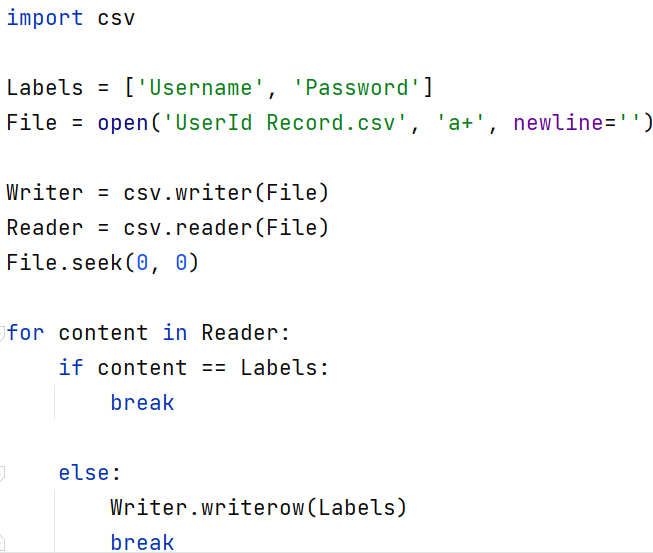 import csv
Labels = ['Username', 'Password']
File = open('UserId Record.csv', 'a+', newline='')
Writer = csv.writer(File)
Reader = csv.reader(File)
File.seek(0, 0)
for content in Reader:
    if content == Labels:
        break
    else:
        Writer.writerow(Labels)
        break